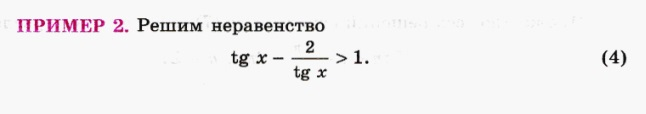 ПРИМЕР 2. Решим неравенство
tg x − 2/tg x > 1. (4)